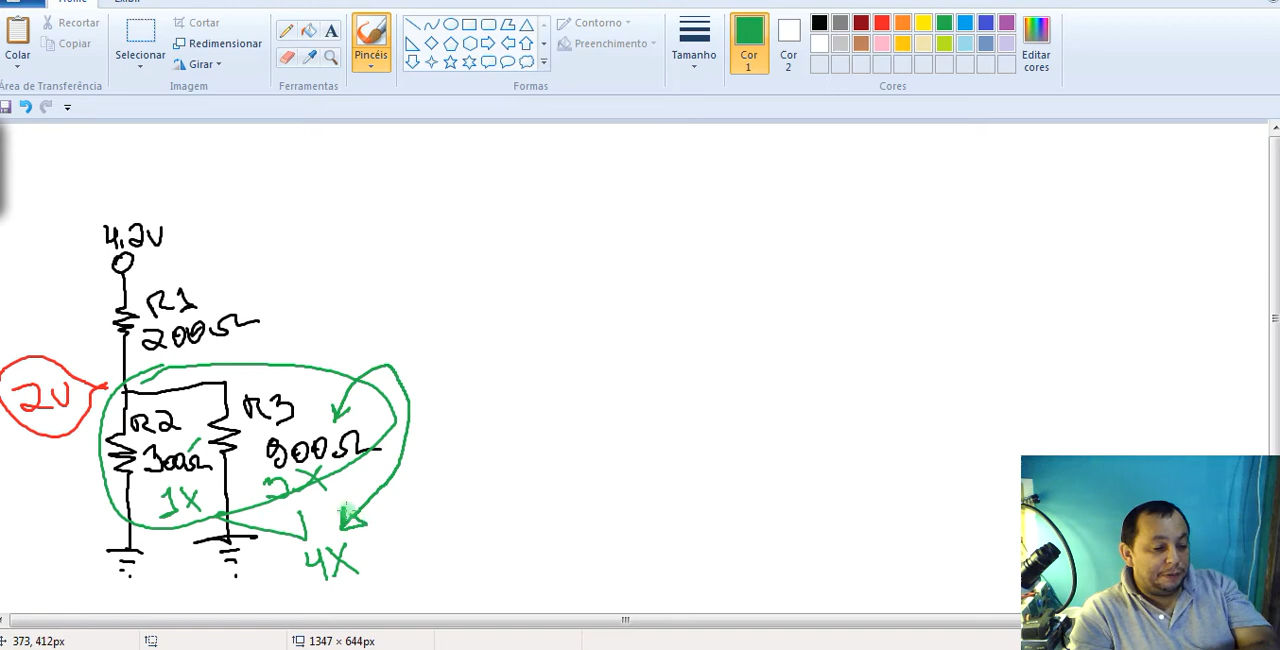 Home Exibir
Colar
Recortar
Copiar
Área de Transferência
Selecionar
Redimensionar
Girar
Imagem
A
Ferramentas
Pincéis
Contorno
Preenchimento
Formas
Tamanho
Cor
1
Cor
2
Editar
cores
Cores
4.2V
R1
200Ω
2V
R2
300Ω
R3
900Ω
1X
3X
4X
373, 412px
1347 × 644px